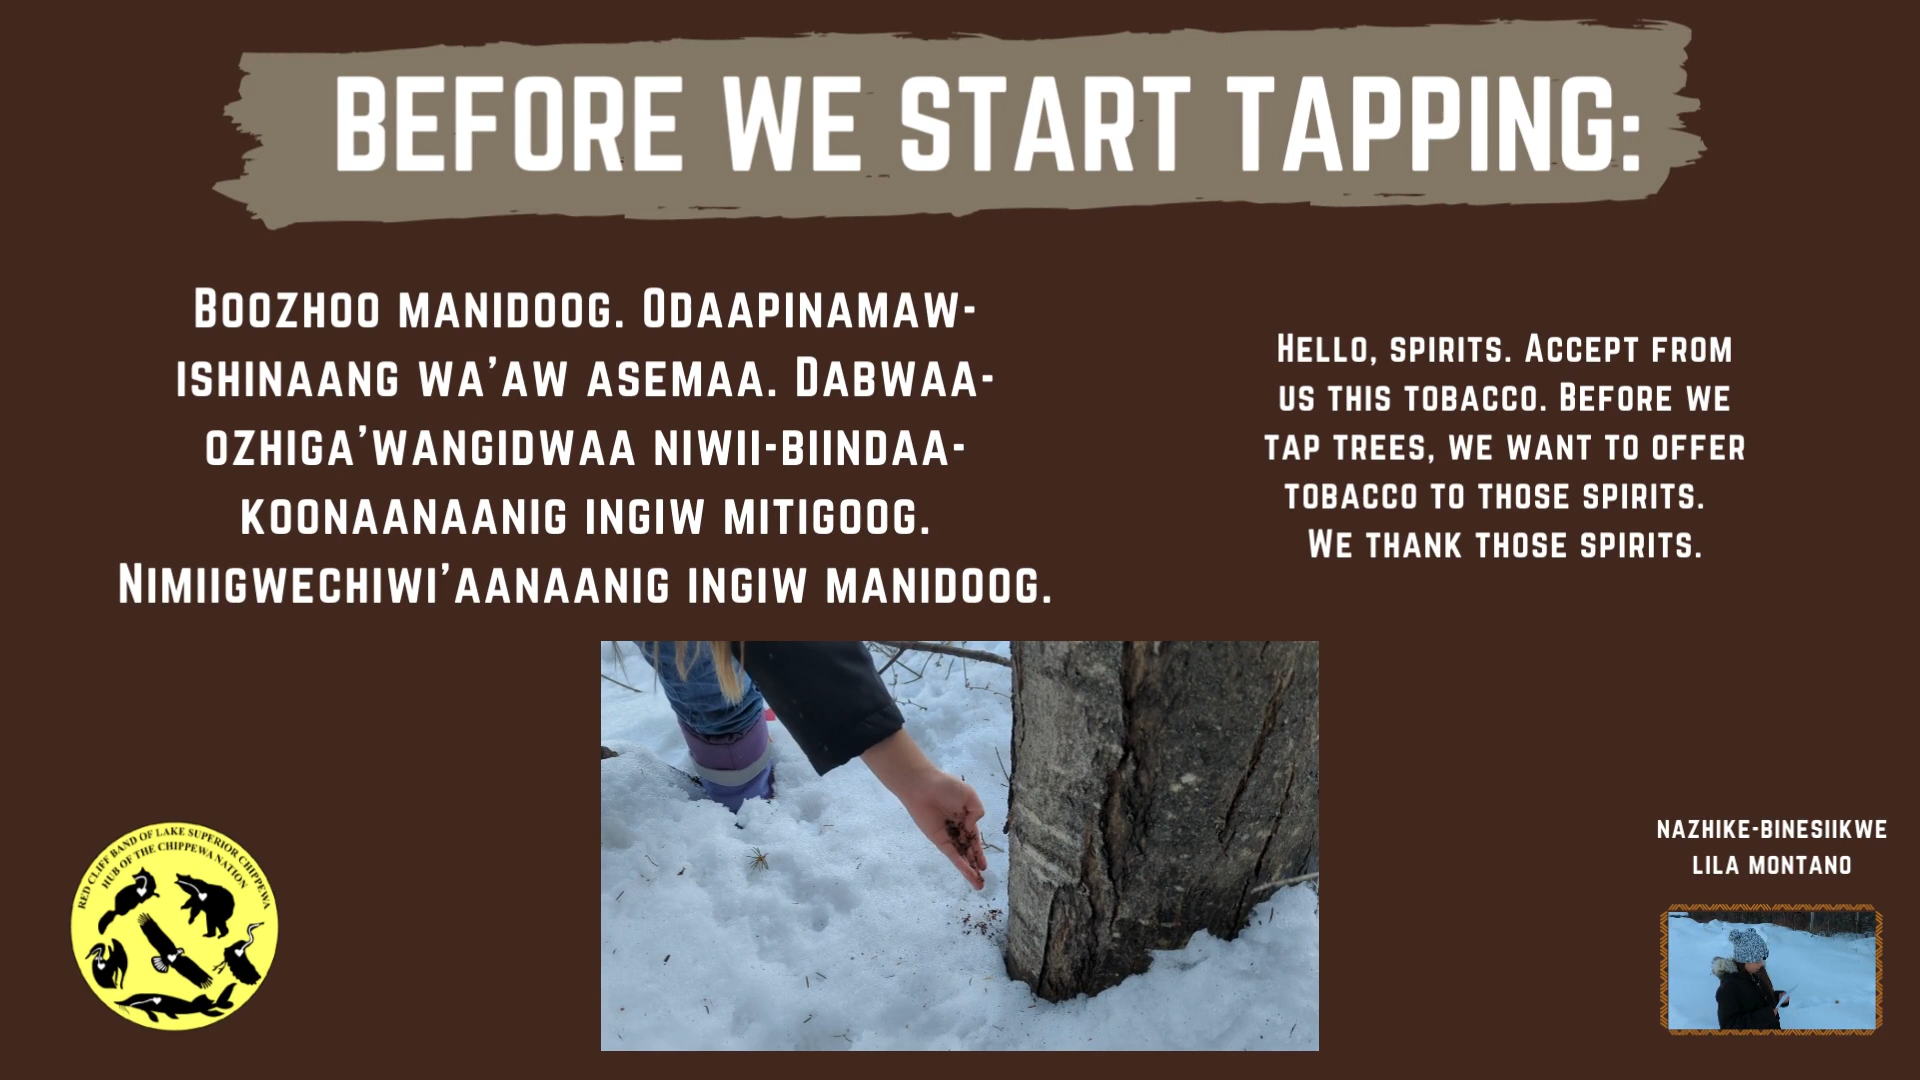 BEFORE WE START TAPPING:
BOOZHOO MANIDOOG. ODAAPINAMAW-
ISHINAANG WA'AW ASEMAA. DABWAA-
OZHIGA'WANGIDWAA NIWII-BIINDAA-
KOONAANAANIG INGIW MITIGOOG.
NIMIIGWECHIWI'AANAANIG INGIW MANIDOOG.
HELLO, SPIRITS. ACCEPT FROM
US THIS TOBACCO. BEFORE WE
TAP TREES, WE WANT TO OFFER
TOBACCO TO THOSE SPIRITS.
WE THANK THOSE SPIRITS.
RED CLIFF BAND OF LAKE SUPERIOR CHIPPEWA
HUB OF THE CHIPPEWA NATION
NAZHIKE-BINESIIKWE
LILA MONTANO